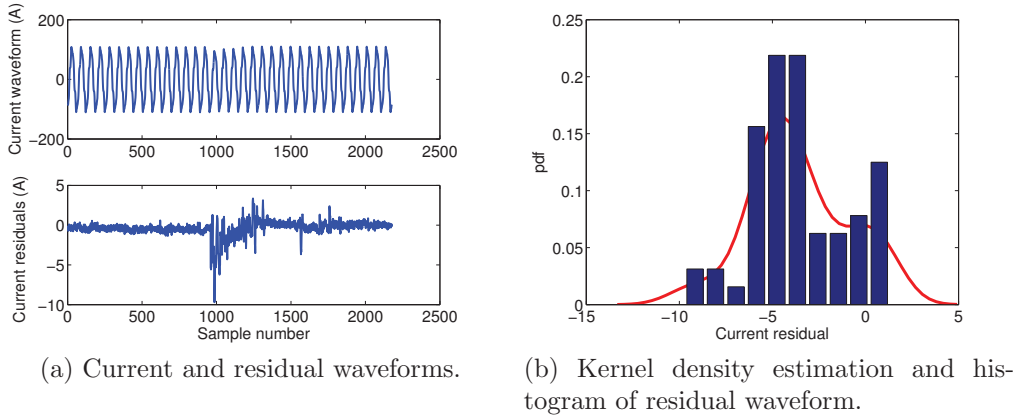 Current waveform (A)
200
0
−200
0 500 1000 1500 2000 2500
Current residuals (A)
5
0
−5
−10
0 500 1000 1500 2000 2500
Sample number
(a) Current and residual waveforms.
pdf
0.25
0.2
0.15
0.1
0.05
0
−15 −10 −5 0 5
Current residual
(b) Kernel density estimation and his-
togram of residual waveform.